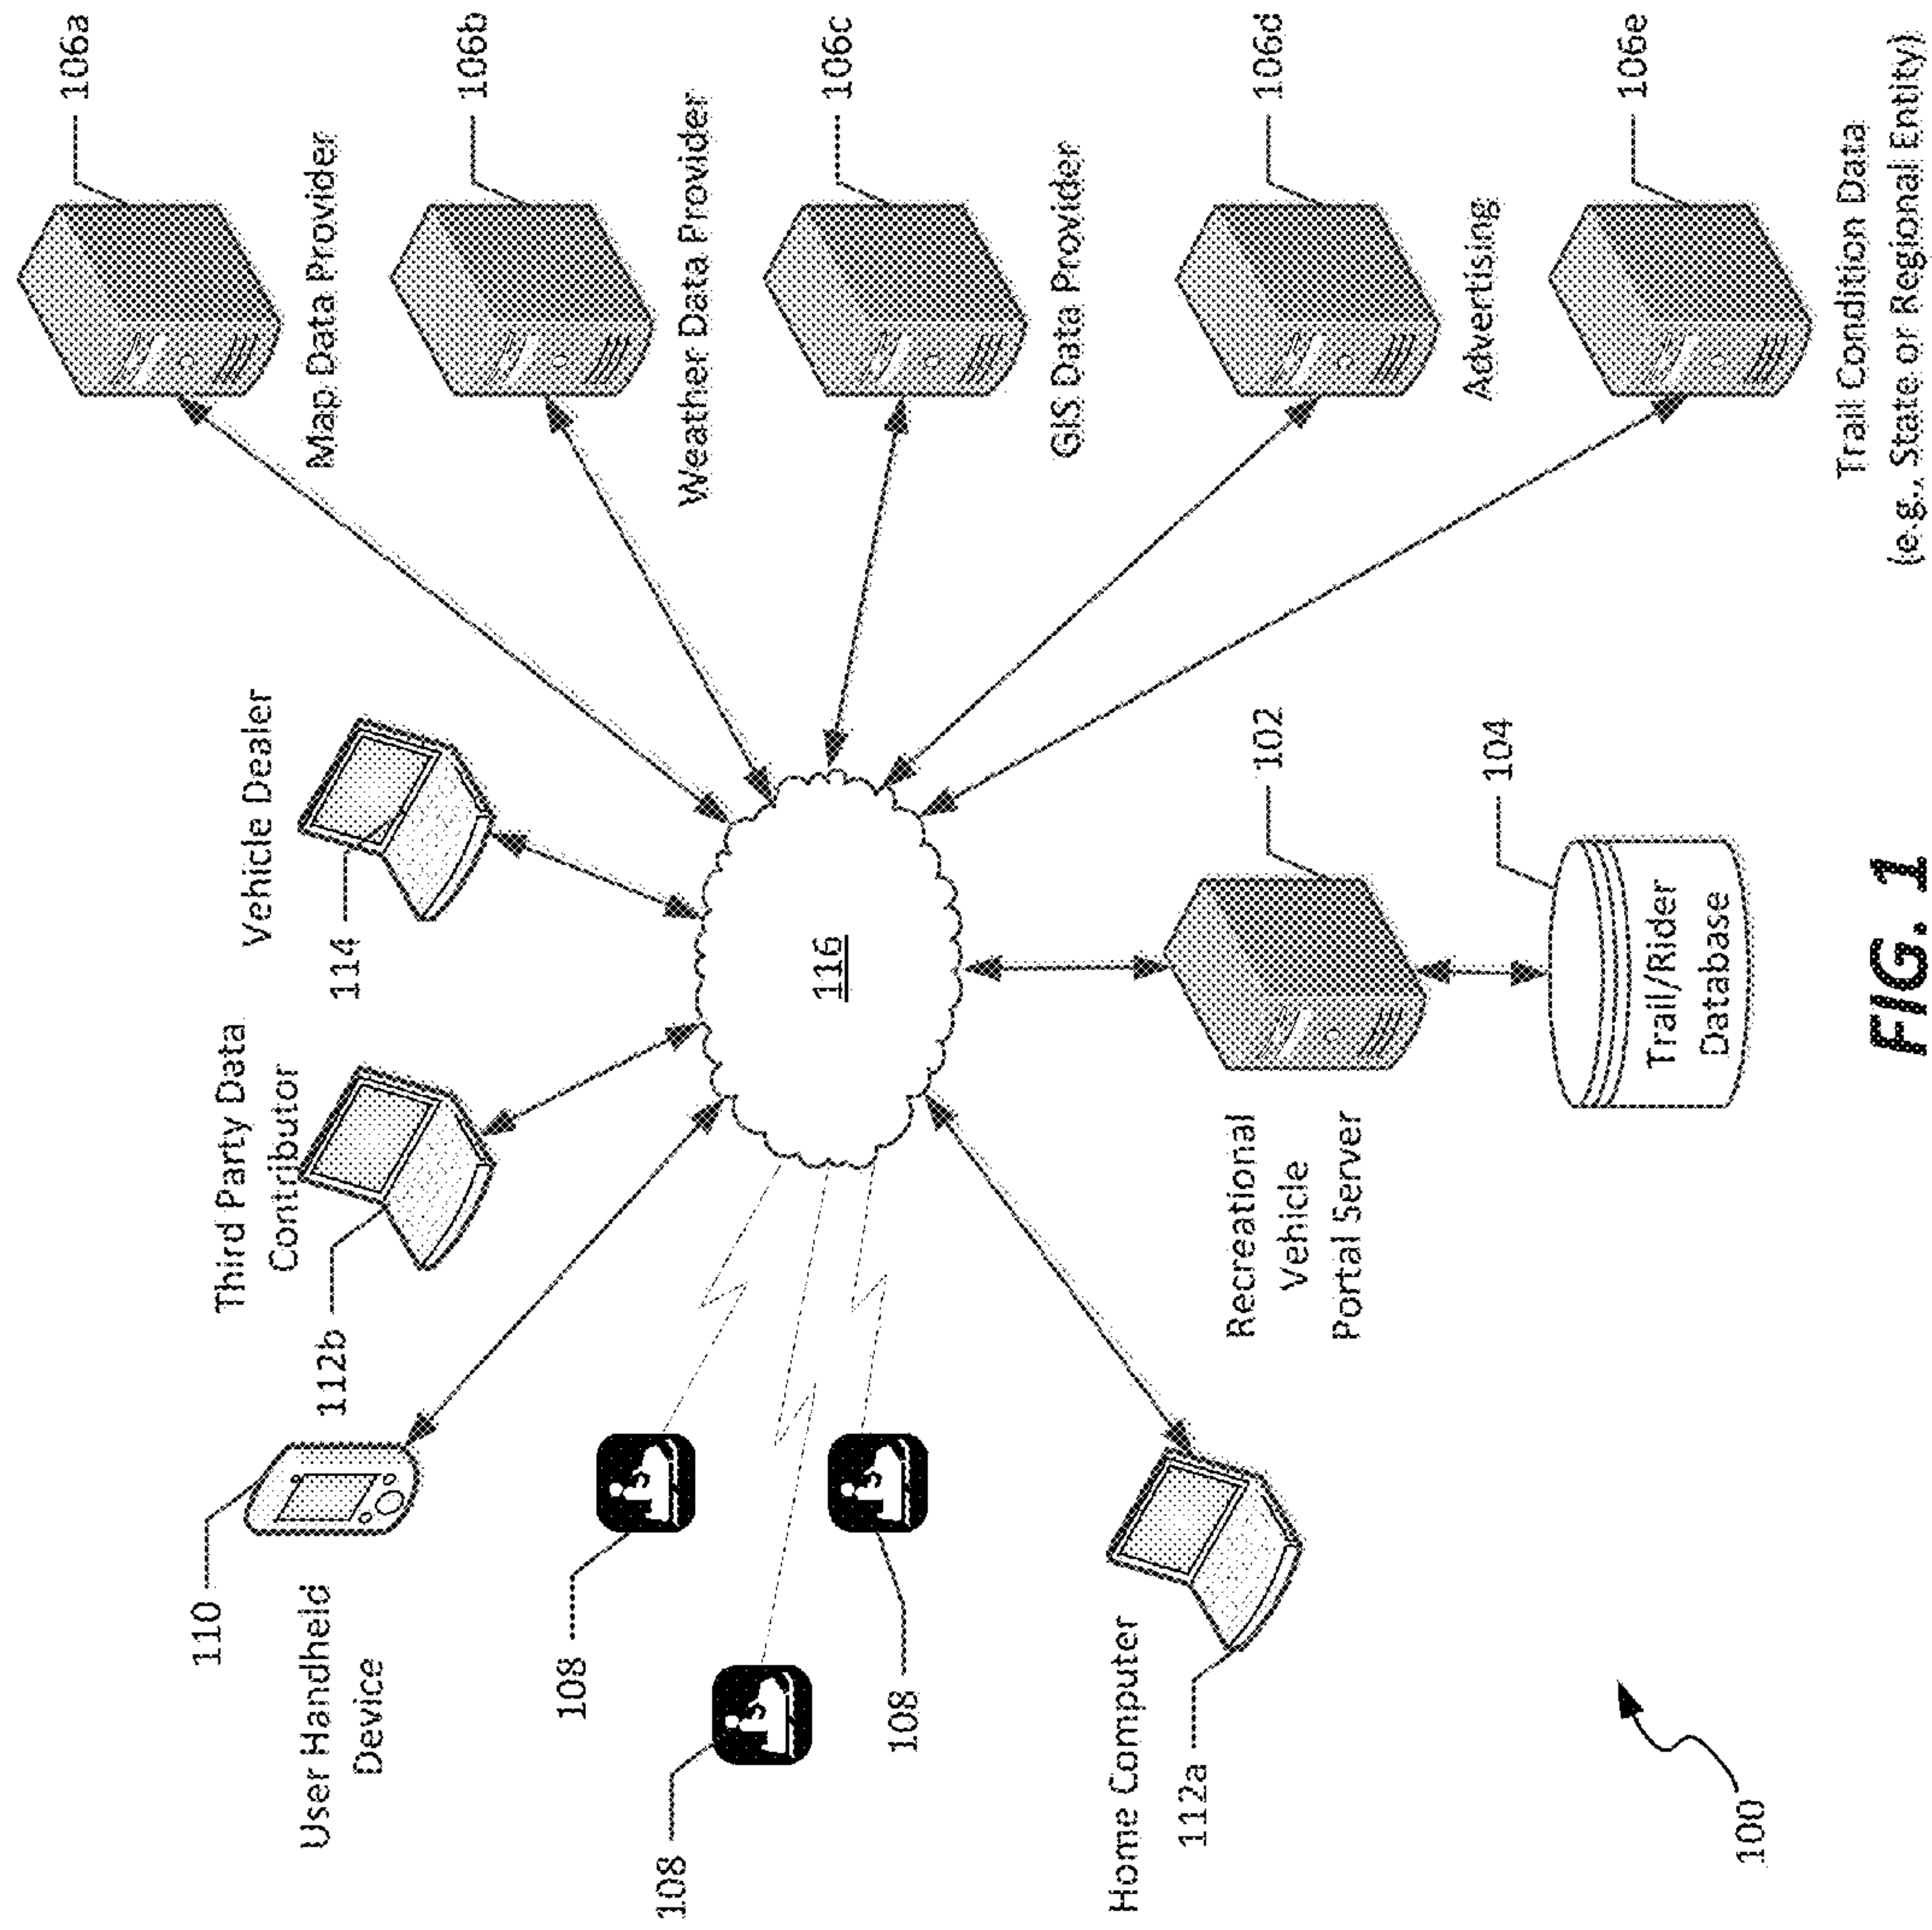 110
User Handheld
Device
112b
Third Party Data
Contributor
114
Vehicle Dealer
106a
Map Data Provider
108
108
108
116
106b
Weather Data Provider
106c
GIS Data Provider
Home Computer
112a
Recreational
Vehicle
Portal Server
102
106d
Advertising
104
Trail/Rider
Database
106e
Trail Condition Data
(e.g., State or Regional Entity)
100
FIG. 1